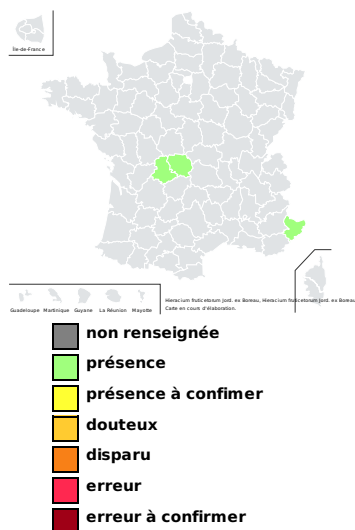 Ile-de-France
Guadeloupe Martinique Guyane La Réunion Mayotte
Hieracium fruticetorum Jord. ex Boreau, Hieracium fruticetorum Jord. ex Boreau
Carte en cours d'élaboration.
non renseignée
présence
présence à confimer
douteux
disparu
erreur
erreur à confirmer